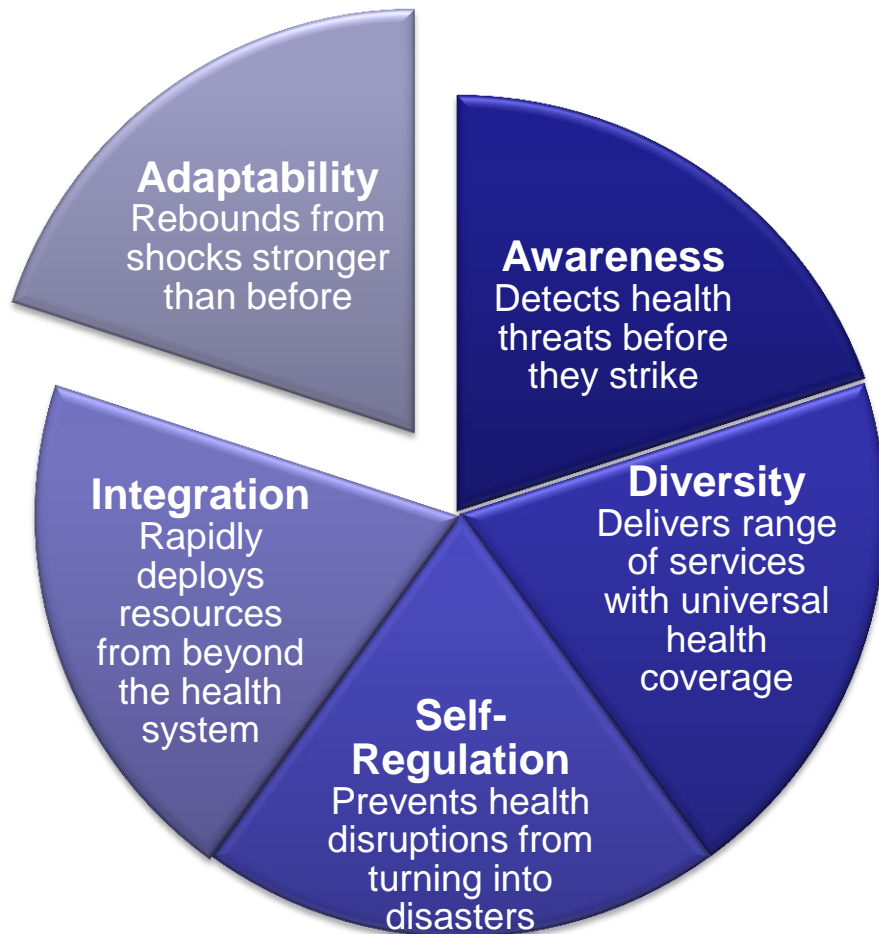 Adaptability
Rebounds from
shocks stronger
than before
Awareness
Detects health
threats before
they strike
Diversity
Delivers range
of services
with universal
health
coverage
Self-
Regulation
Prevents health
disruptions from
turning into
disasters
Integration
Rapidly
deploys
resources
from beyond
the health
system